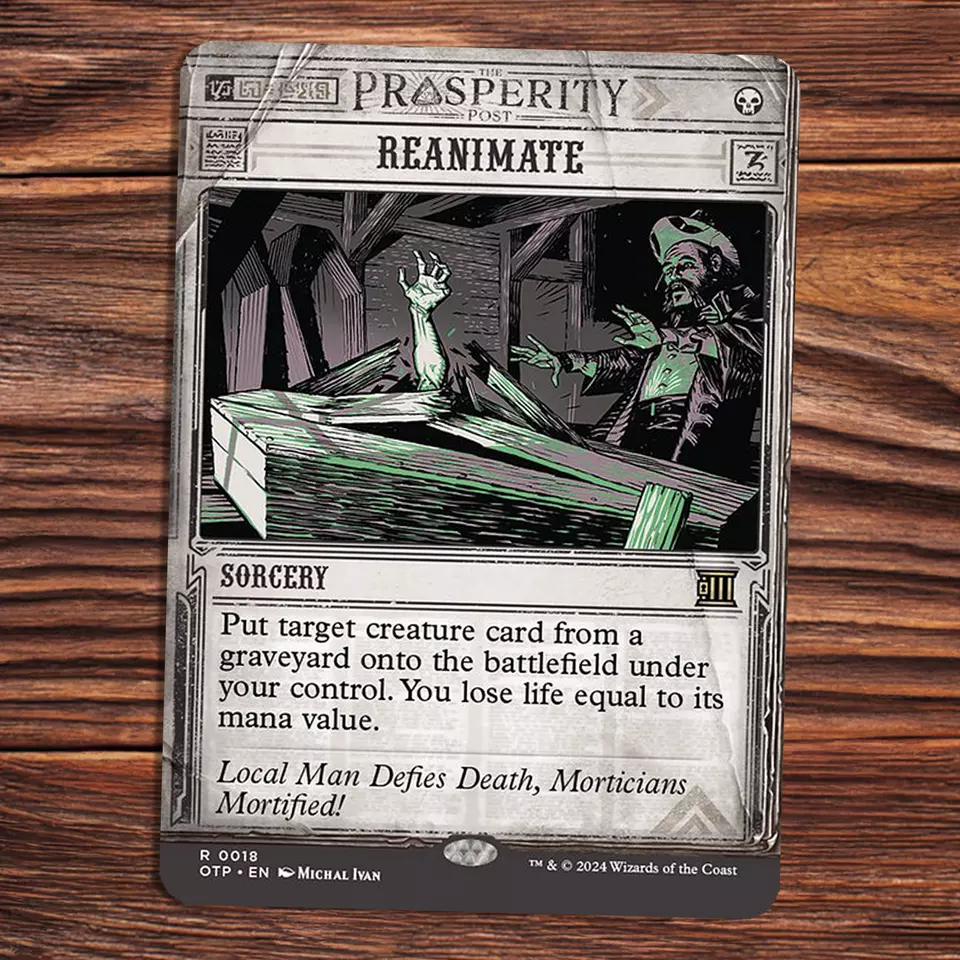 THE
PROSPERITY
POST
REANIMATE
SORCERY
Put target creature card from a
graveyard onto the battlefield under
your control. You lose life equal to its
mana value.
Local Man Defies Death, Morticians
Mortified!
R 0018
OTP • EN MICHAL IVAN
™ & © 2024 Wizards of the Coast